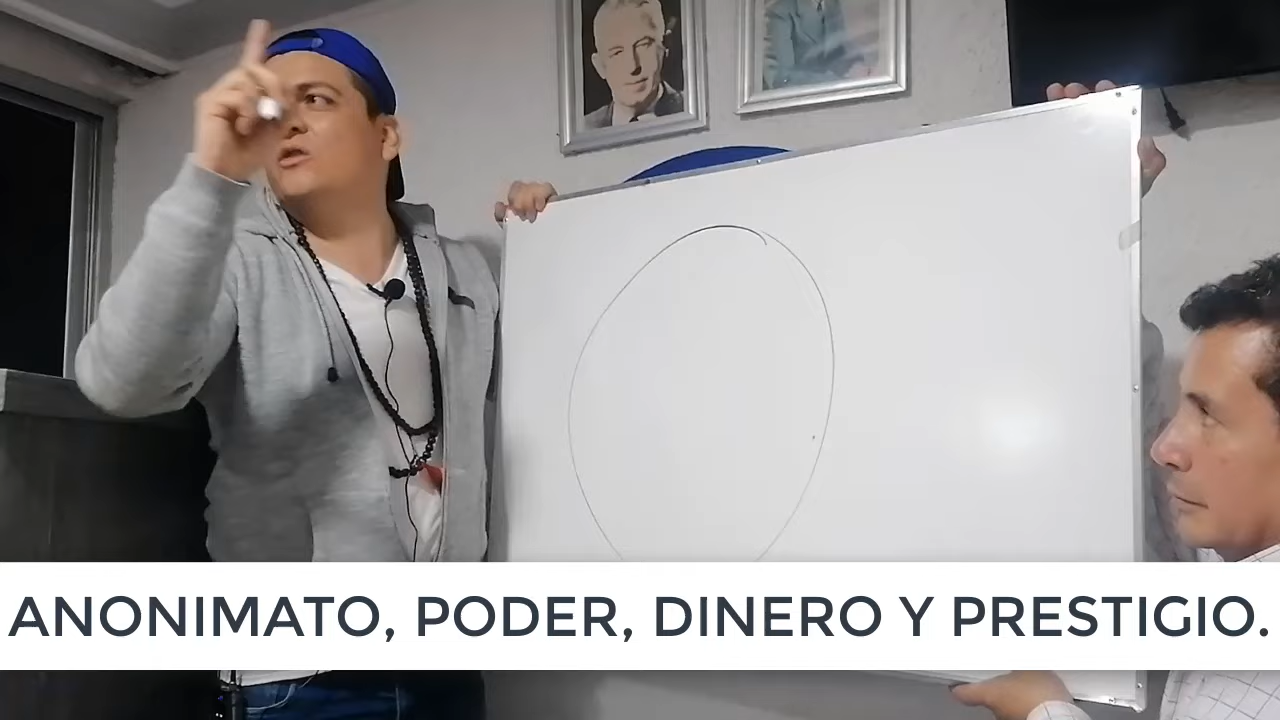 ANONIMATO, PODER, DINERO Y PRESTIGIO.